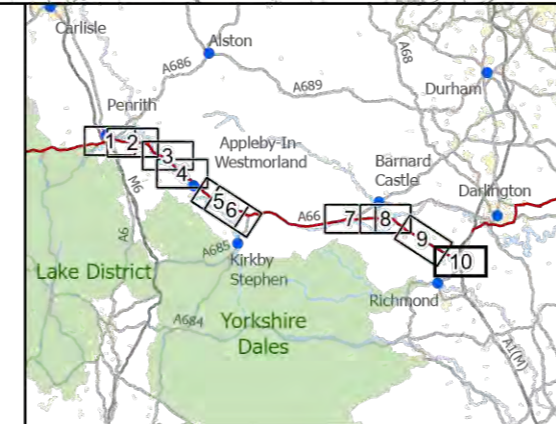 Carlisle
Alston
A686
A689
A68
Durham
Penrith
1
2
3
4
5
6
Appleby-In-
Westmorland
Barnard
Castle
Darlington
M6
A66
7
8
9
10
A6
A685
Kirkby
Stephen
Lake District
Richmond
A684
Yorkshire
Dales
A1(M)